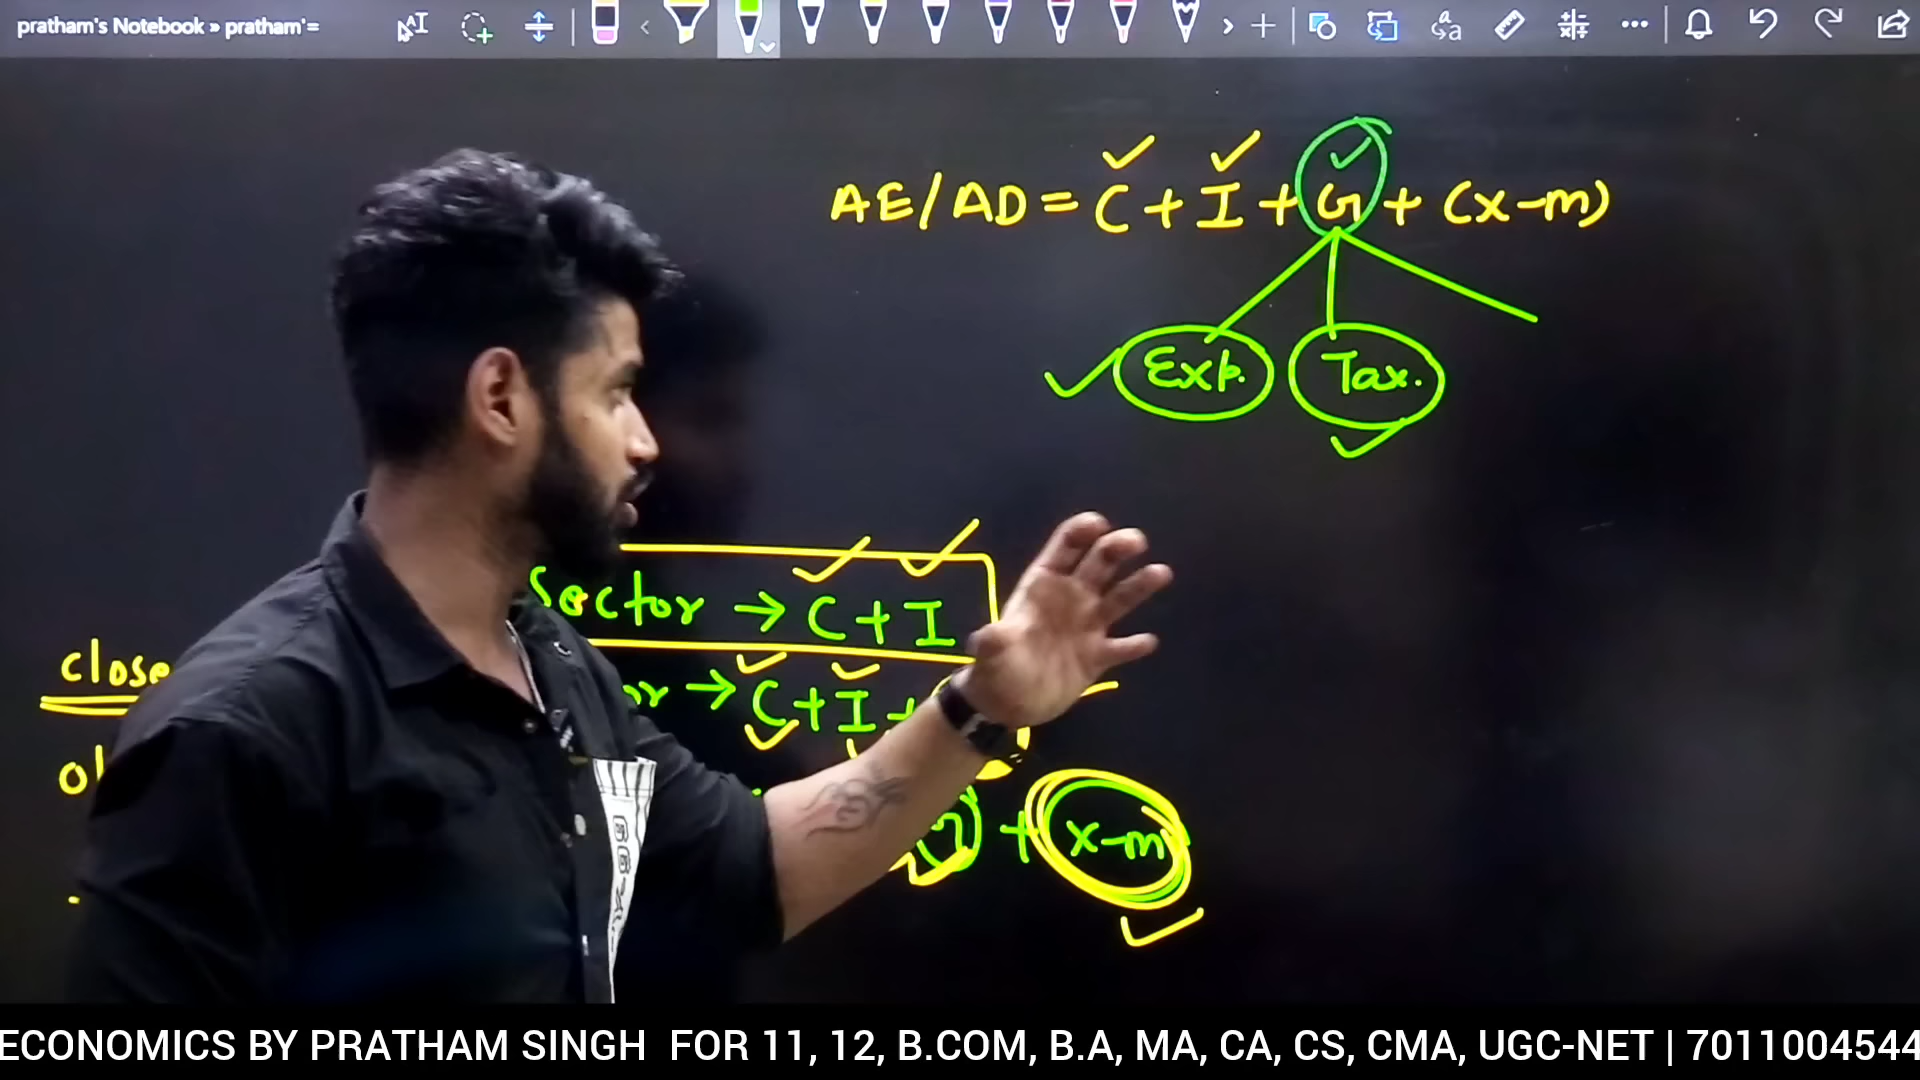 pratham's Notebook » pratham'=
AE/AD = C + I + G + (x-m)
Exp. Tax.
Sector → C + I
close
→ C + I +
+ x-m
ECONOMICS BY PRATHAM SINGH FOR 11, 12, B.COM, B.A, MA, CA, CS, CMA, UGC-NET | 7011004544